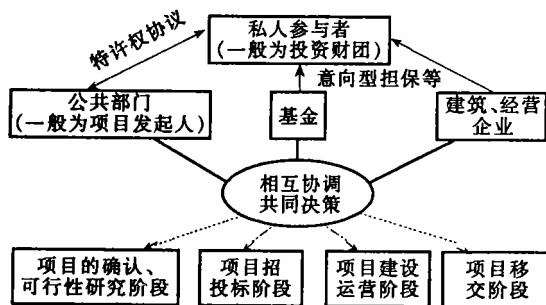 私人参与者
(一般为投资财团)
特许权协议
意向型担保等
公共部门
(一般为项目发起人)
基金
建筑、经营
企业
相互协调
共同决策
项目的确认、
可行性研究阶段
项目招
投标阶段
项目建设
运营阶段
项目移
交阶段